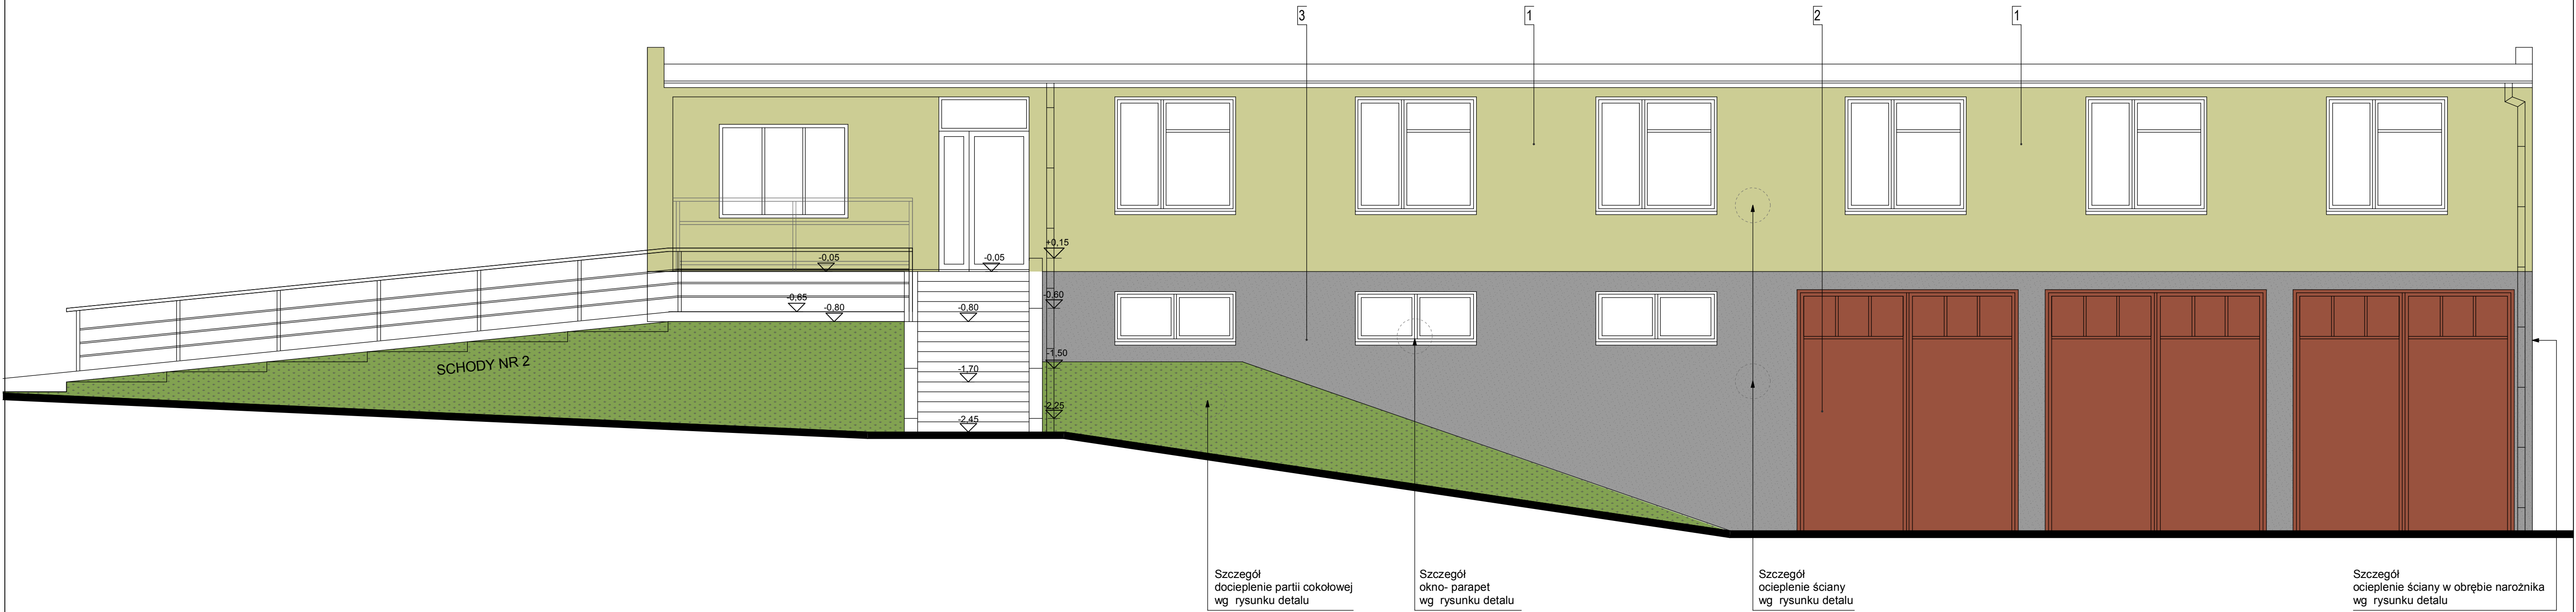 3
1
2
1
+0,15
-0,05
-0,05
-0,60
-0,65
-0,80
-0,80
-1,50
SCHODY NR 2
-1,70
-2,25
-2,45
Szczegół
docieplenie partii cokołowej
wg rysunku detalu
Szczegół
okno- parapet
wg rysunku detalu
Szczegół
ocieplenie ściany
wg rysunku detalu
Szczegół
ocieplenie ściany w obrębie narożnika
wg rysunku detalu